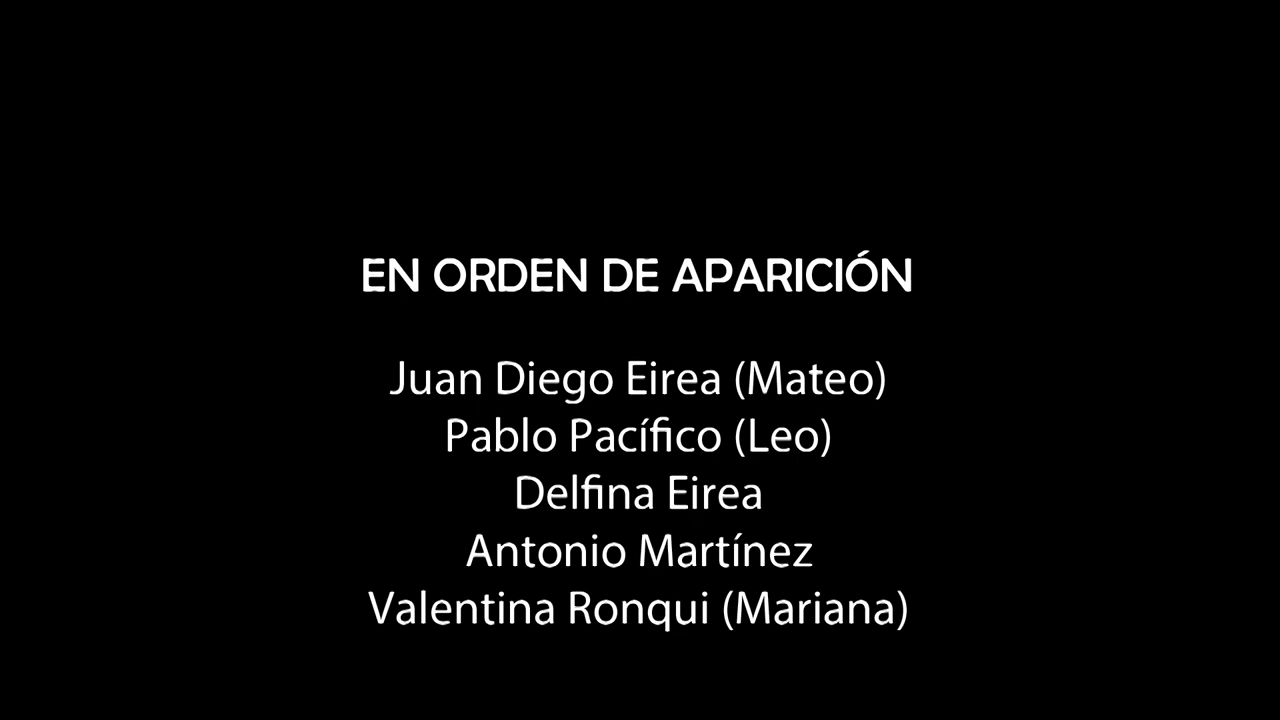 EN ORDEN DE APARICIÓN
Juan Diego Eirea (Mateo)
Pablo Pacífico (Leo)
Delfina Eirea
Antonio Martínez
Valentina Ronqui (Mariana)